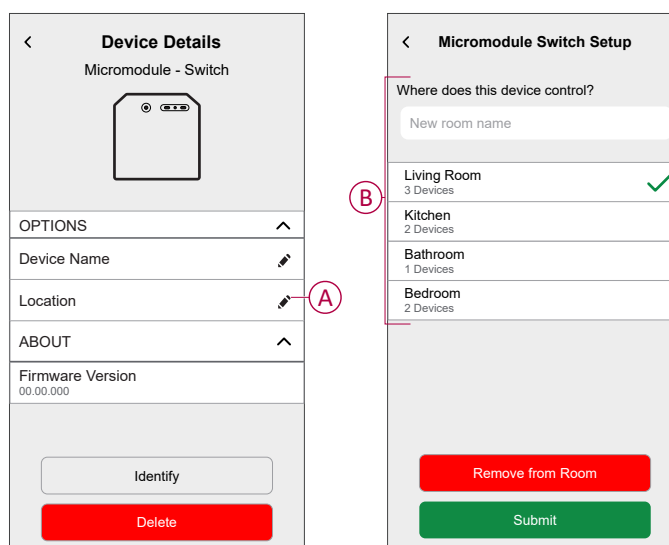 Device Details
Micromodule - Switch
OPTIONS
Device Name
Location
A
ABOUT
Firmware Version
00.00.000
Identify
Delete
Micromodule Switch Setup
Where does this device control?
New room name
B
Living Room
3 Devices
Kitchen
2 Devices
Bathroom
1 Devices
Bedroom
2 Devices
Remove from Room
Submit